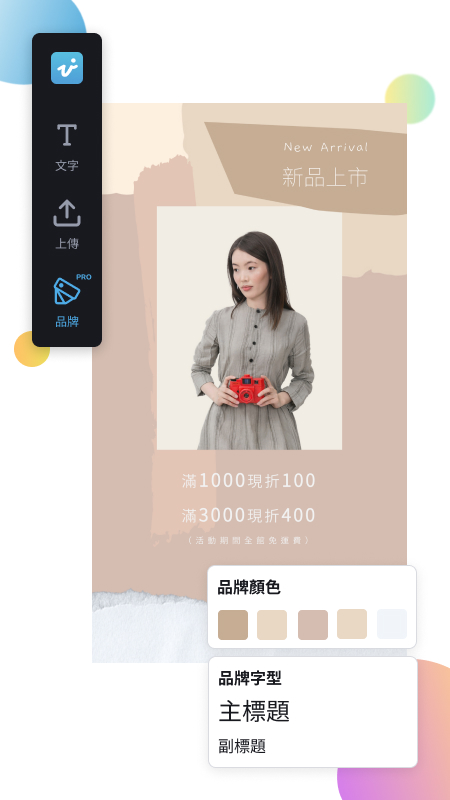 文字
上傳
PRO
品牌
New Arrival
新品上市
滿1000現折100
滿3000現折400
（活動期間全館免運費）
品牌顏色
品牌字型
主標題
副標題